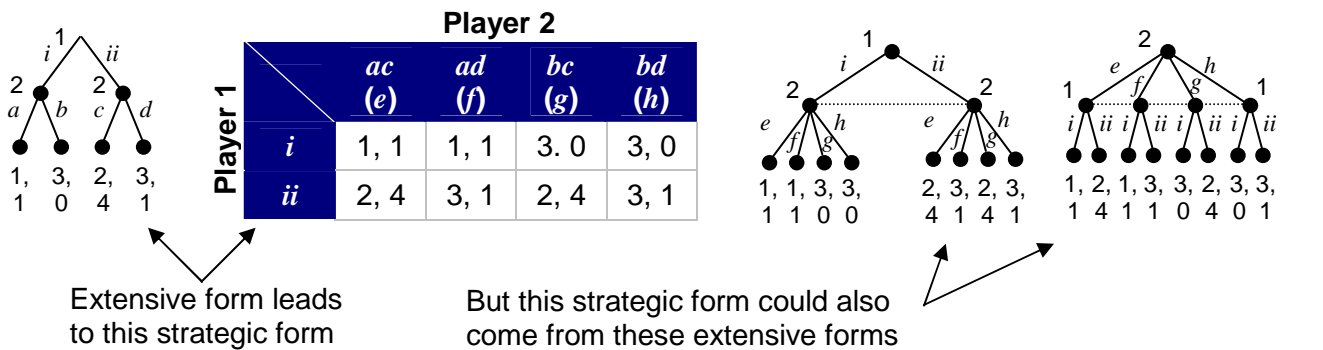 1
i ii
2 2
a b c d
1, 3, 2, 3,
1 0 4 1
Player 2
Player 1
ac ad bc bd
(e) (f) (g) (h)
i 1, 1 1, 1 3. 0 3, 0
ii 2, 4 3, 1 2, 4 3, 1
1
i ii
2 2
e f g h e f g h
1, 1, 3, 3, 2, 3, 2, 3,
1 1 0 0 4 1 4 1
2
e f g h
1 1
i ii i ii i ii i ii
1, 2, 1, 3, 3, 2, 3, 3,
1 4 1 1 0 4 0 1
Extensive form leads
to this strategic form
But this strategic form could also
come from these extensive forms